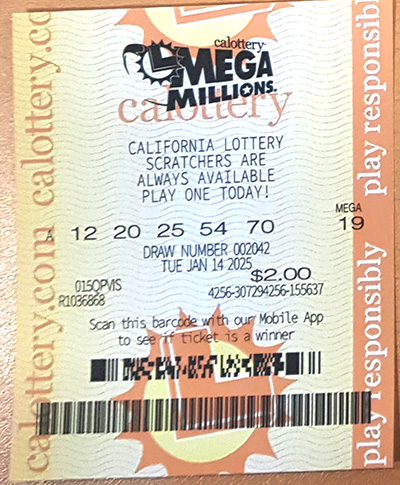 calottery
MEGA
MILLIONS
calottery
CALIFORNIA LOTTERY
SCRATCHERS ARE
ALWAYS AVAILABLE
PLAY ONE TODAY!
MEGA
A 12 20 25 54 70 19
DRAW NUMBER 002042
TUE JAN 14 2025
$2.00
015QPVIS
R1036868
4256-307294256-155637
Scan this barcode with our Mobile App
to see if ticket is a winner
calottery.com calottery.co
play responsibly play responsibl